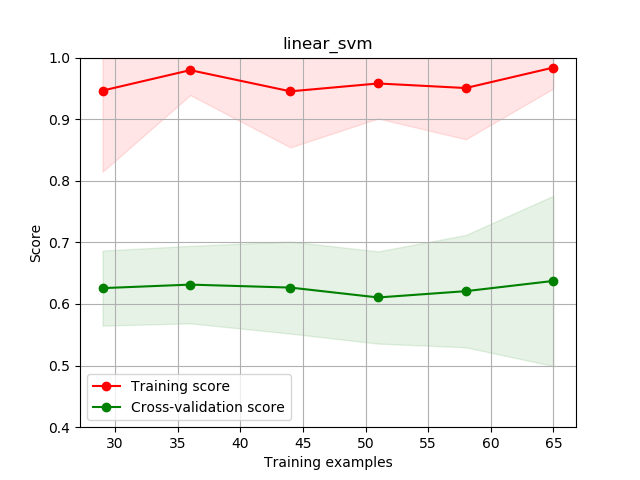 linear_svm
1.0
0.9
0.8
0.7
0.6
0.5
0.4
Score
Training score
Cross-validation score
30 35 40 45 50 55 60 65
Training examples